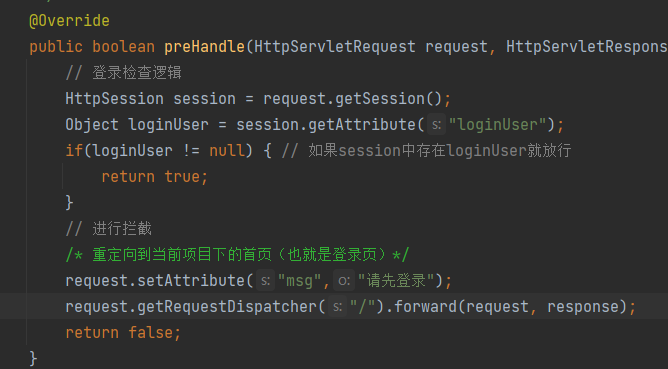 @Override
public boolean preHandle(HttpServletRequest request, HttpServletRespons
// 登录检查逻辑
HttpSession session = request.getSession();
Object loginUser = session.getAttribute( s: "loginUser");
if(loginUser != null) { // 如果session中存在loginUser就放行
return true;
}
// 进行拦截
/* 重定向到当前项目下的首页（也就是登录页）*/
request.setAttribute( s: "msg", o: "请先登录");
request.getRequestDispatcher( s: "/").forward(request, response);
return false;
}